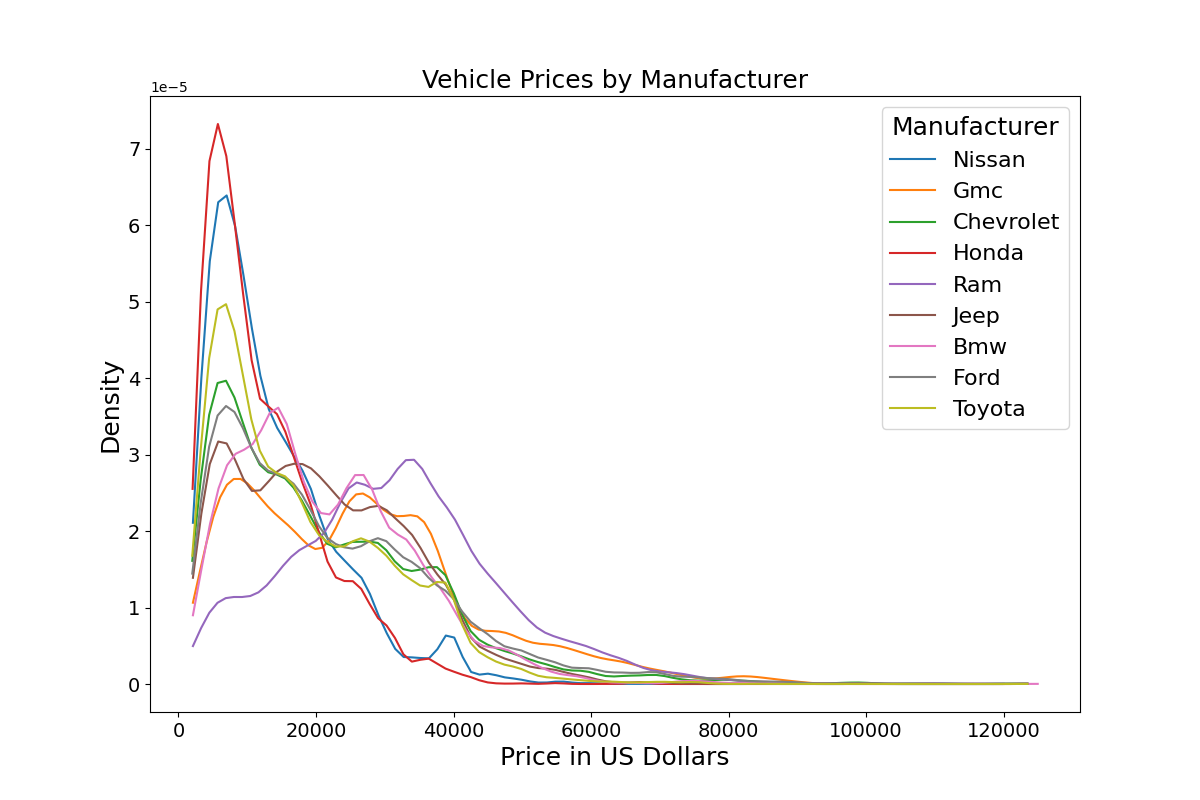 Vehicle Prices by Manufacturer
1e−5
Manufacturer
Nissan
Gmc
Chevrolet
Honda
Ram
Jeep
Bmw
Ford
Toyota
7
6
5
4
3
2
1
0
Density
0 20000 40000 60000 80000 100000 120000
Price in US Dollars